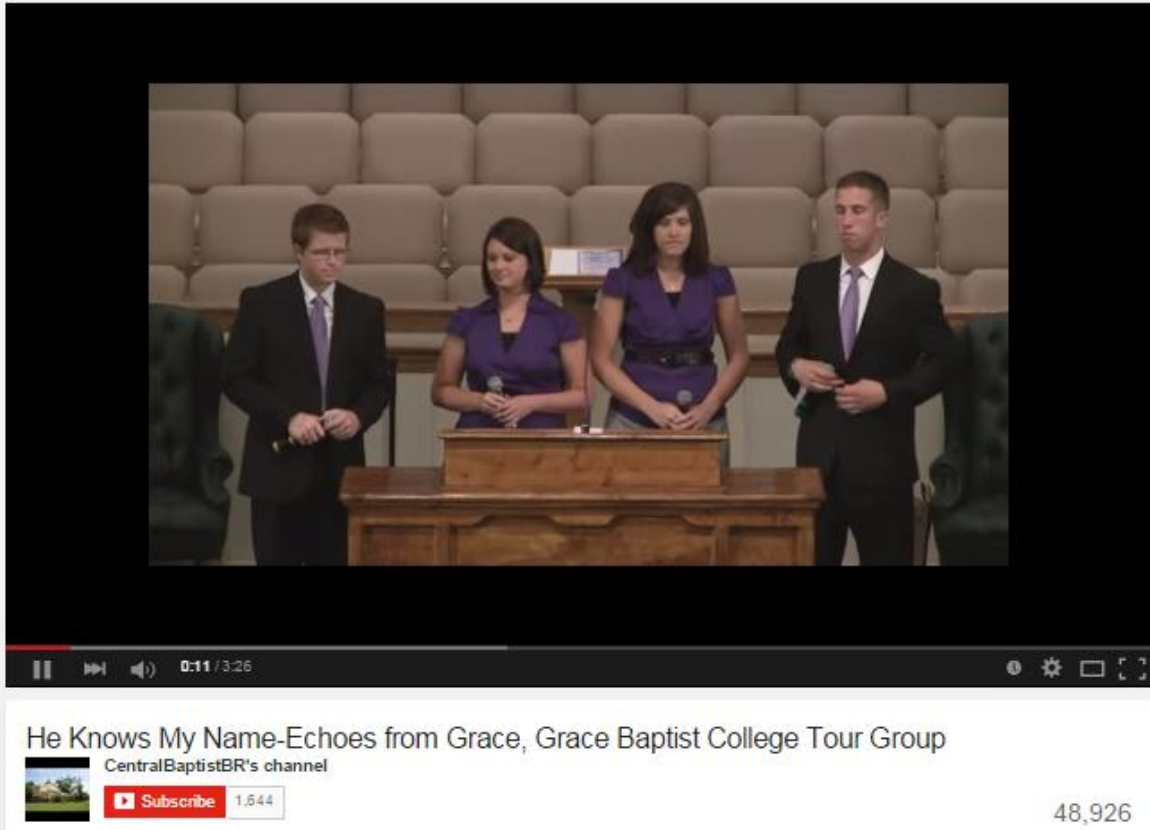 0:11 / 3:26
He Knows My Name-Echoes from Grace, Grace Baptist College Tour Group
CentralBaptistBR's channel
Subscribe 1,644
48,926